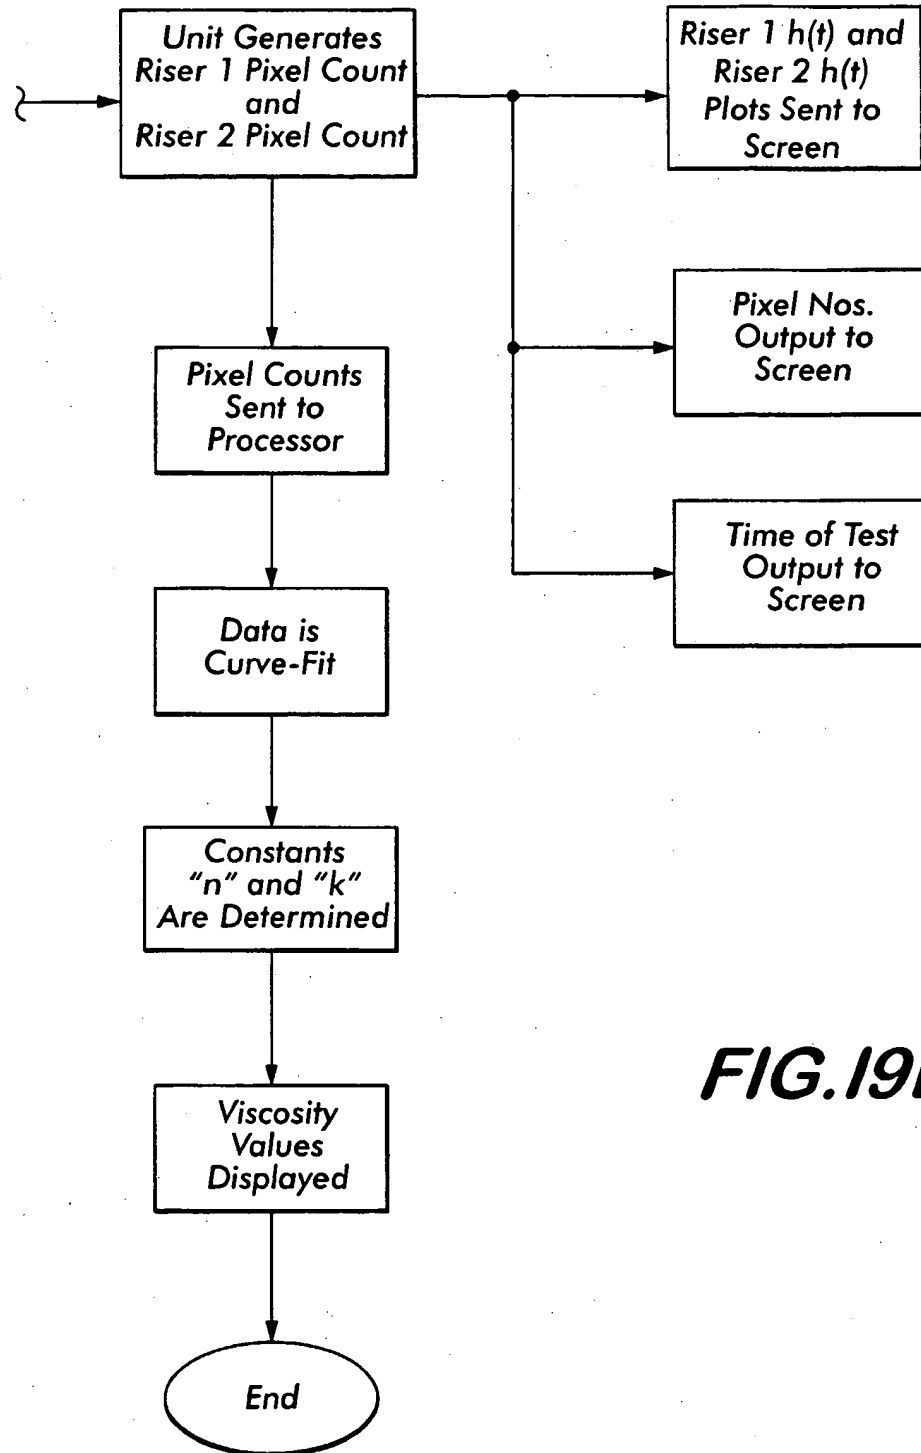 Unit Generates
Riser 1 Pixel Count
and
Riser 2 Pixel Count
Riser 1 h(t) and
Riser 2 h(t)
Plots Sent to
Screen
Pixel Counts
Sent to
Processor
Pixel Nos.
Output to
Screen
Time of Test
Output to
Screen
Data is
Curve-Fit
Constants
"n" and "k"
Are Determined
Viscosity
Values
Displayed
End
FIG.19